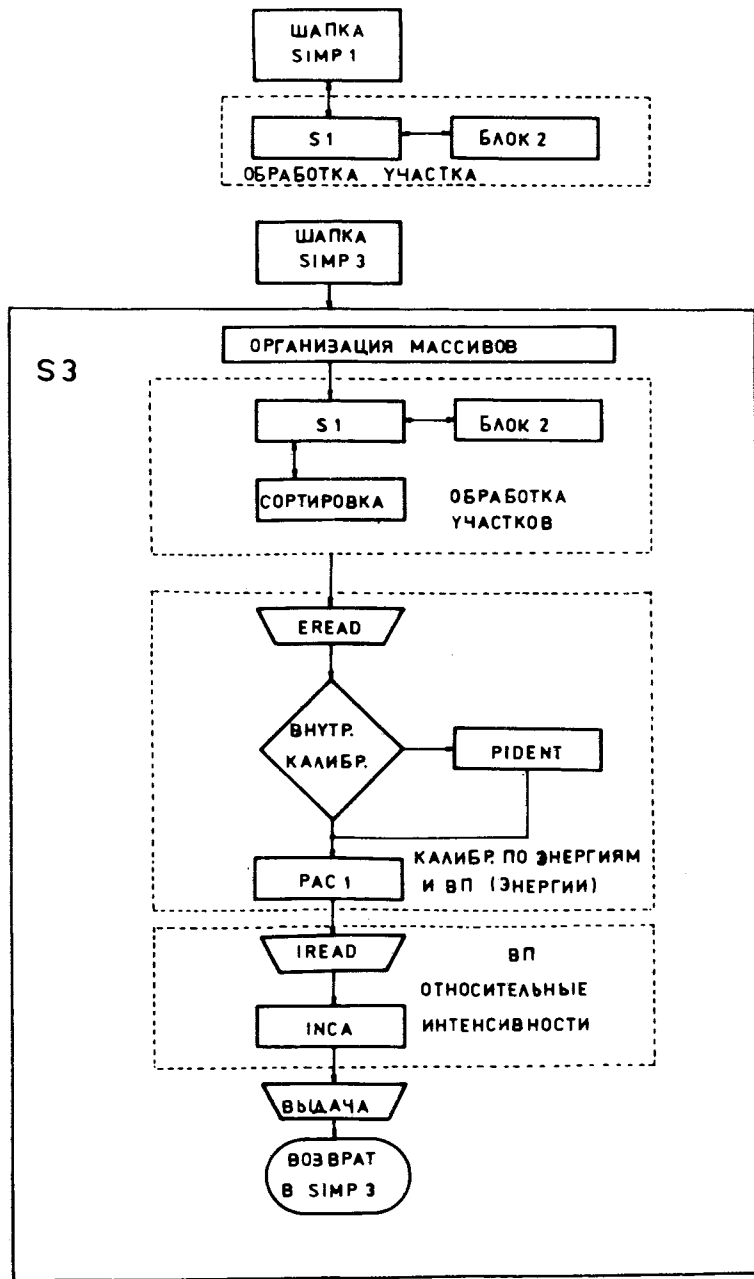 ШАПКА
SIMP 1
S1
БЛОК 2
ОБРАБОТКА УЧАСТКА
ШАПКА
SIMP 3
S3
ОРГАНИЗАЦИЯ МАССИВОВ
S1
БЛОК 2
СОРТИРОВКА
ОБРАБОТКА
УЧАСТКОВ
EREAD
ВНУТР.
КАЛИБР.
PIDENT
PAC 1
КАЛИБР. ПО ЭНЕРГИЯМ
И ВП (ЭНЕРГИИ)
IREAD
ВП
ОТНОСИТЕЛЬНЫЕ
ИНТЕНСИВНОСТИ
INCA
ВЫДАЧА
ВОЗВРАТ
В SIMP 3